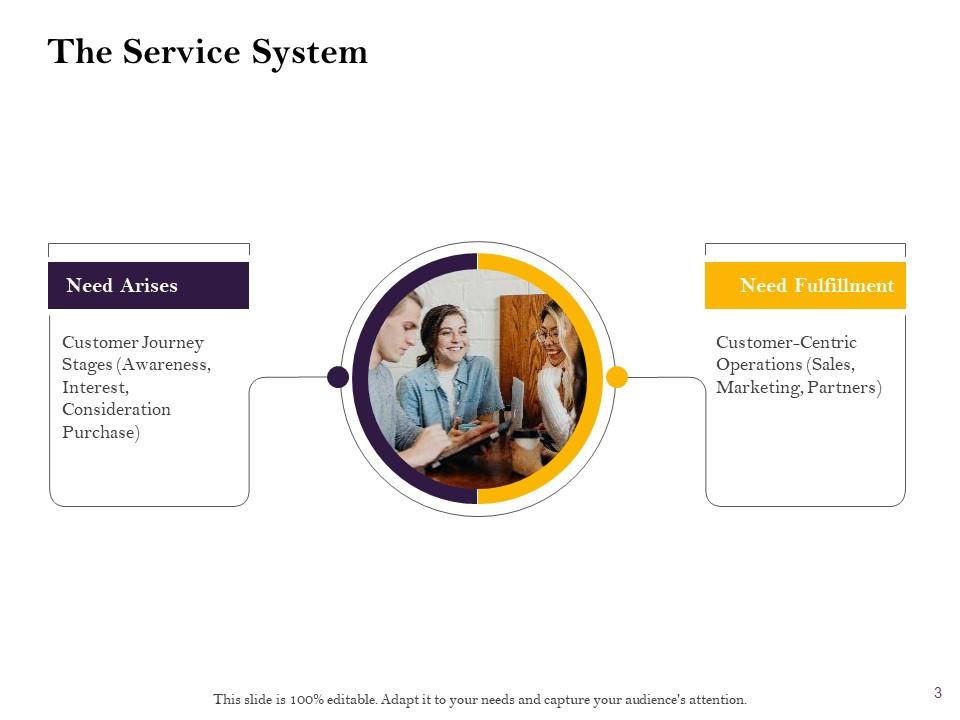 The Service System
Need Arises
Customer Journey
Stages (Awareness,
Interest,
Consideration
Purchase)
Need Fulfillment
Customer-Centric
Operations (Sales,
Marketing, Partners)
This slide is 100% editable. Adapt it to your needs and capture your audience's attention.
3